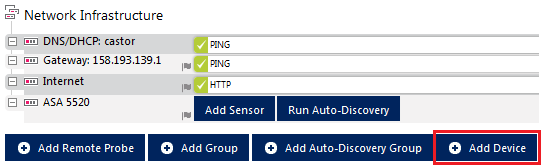 Network Infrastructure
DNS/DHCP: castor PING
Gateway: 158.193.139.1 PING
Internet HTTP
ASA 5520 Add Sensor Run Auto-Discovery
Add Remote Probe Add Group Add Auto-Discovery Group Add Device